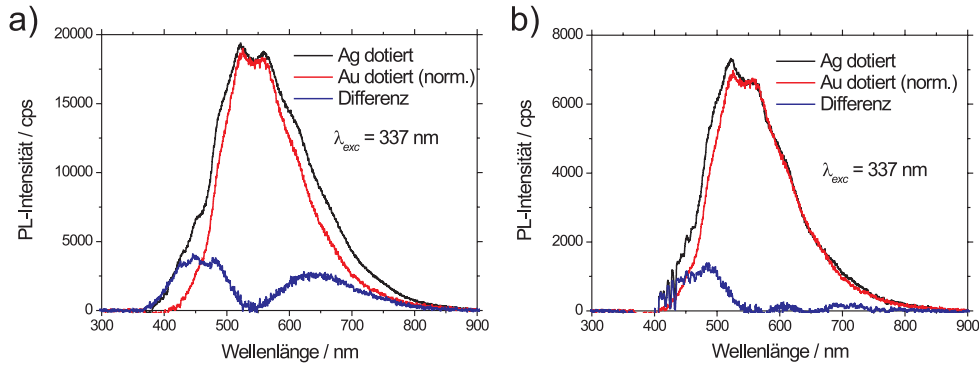 a)
20000
15000
10000
5000
0
PL-Intensität / cps
Ag dotiert
Au dotiert (norm.)
Differenz
λexc = 337 nm
300 400 500 600 700 800 900
Wellenlänge / nm
b)
8000
6000
4000
2000
0
PL-Intensität / cps
Ag dotiert
Au dotiert (norm.)
Differenz
λexc = 337 nm
300 400 500 600 700 800 900
Wellenlänge / nm